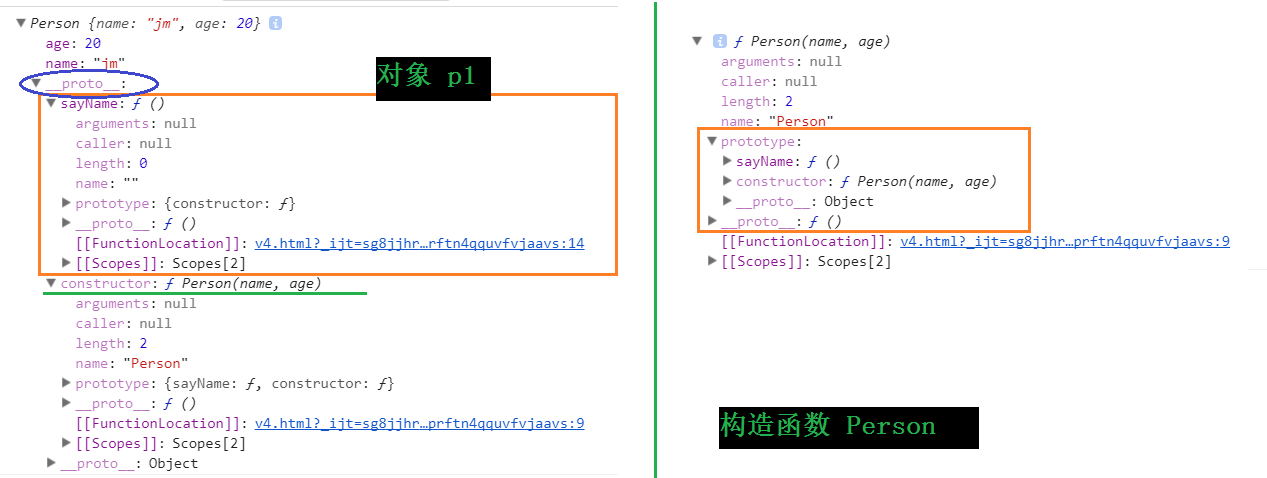 Person {name: "jm", age: 20} i
age: 20
name: "jm"
__proto__:
对象 p1
sayName: ƒ ()
arguments: null
caller: null
length: 0
name: ""
prototype: {constructor: ƒ}
__proto__: ƒ ()
[[FunctionLocation]]: v4.html?_ijt=sg8jjhr…rftn4qquvfvjaavs:14
[[Scopes]]: Scopes[2]
constructor: ƒ Person(name, age)
arguments: null
caller: null
length: 2
name: "Person"
prototype: {sayName: ƒ, constructor: ƒ}
__proto__: ƒ ()
[[FunctionLocation]]: v4.html?_ijt=sg8jjhr…prftn4qquvfvjaavs:9
[[Scopes]]: Scopes[2]
__proto__: Object
i ƒ Person(name, age)
arguments: null
caller: null
length: 2
name: "Person"
prototype:
sayName: ƒ ()
constructor: ƒ Person(name, age)
__proto__: Object
__proto__: ƒ ()
[[FunctionLocation]]: v4.html?_ijt=sg8jjhr…prftn4qquvfvjaavs:9
[[Scopes]]: Scopes[2]
构造函数 Person